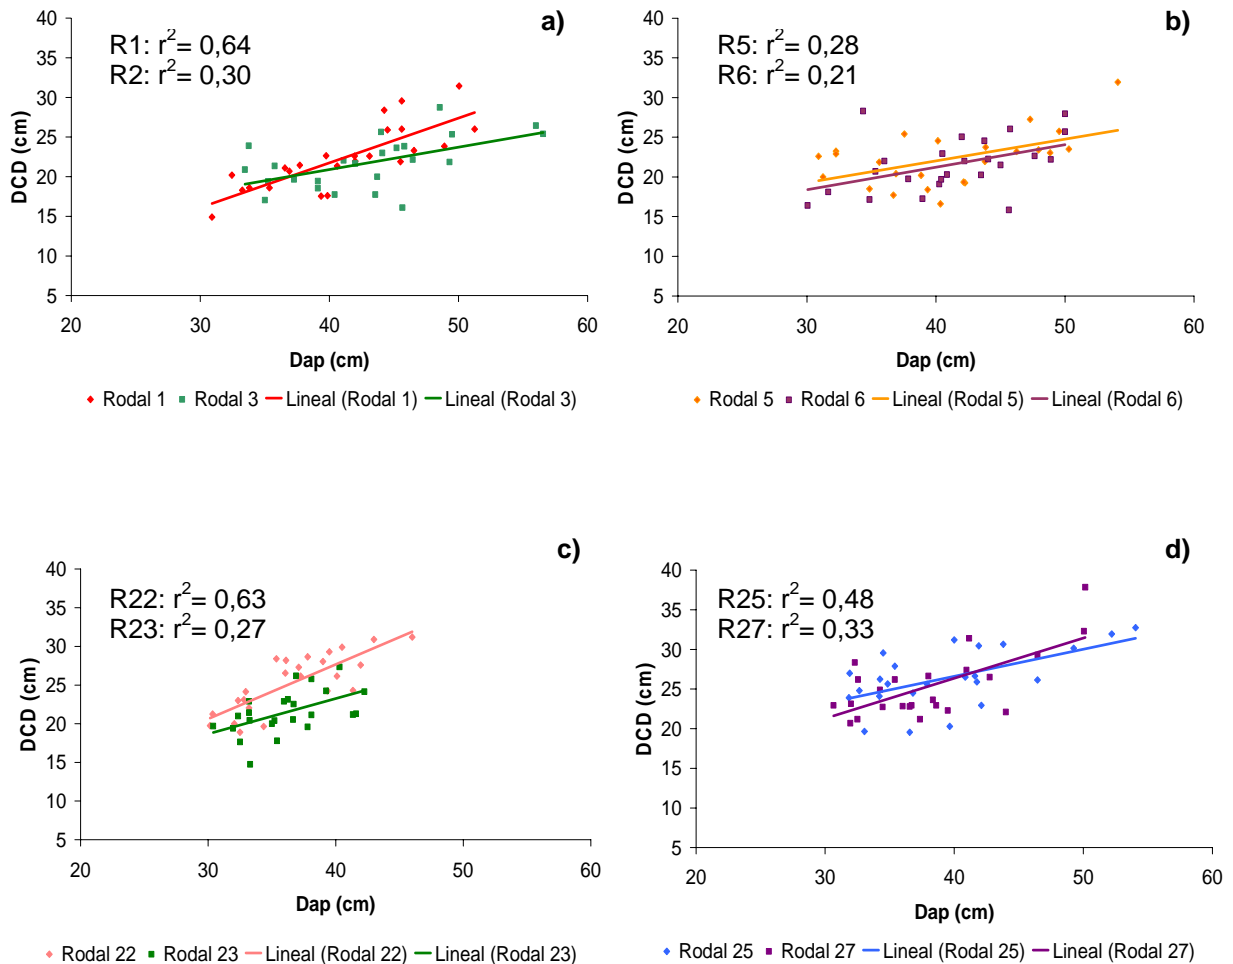 a)
R1: r²= 0,64
R2: r²= 0,30
40
35
30
25
20
15
10
5
DCD (cm)
20 30 40 50 60
Dap (cm)
Rodal 1 Rodal 3 Lineal (Rodal 1) Lineal (Rodal 3)
b)
R5: r²= 0,28
R6: r²= 0,21
40
35
30
25
20
15
10
5
DCD (cm)
20 30 40 50 60
Dap (cm)
Rodal 5 Rodal 6 Lineal (Rodal 5) Lineal (Rodal 6)
c)
R22: r²= 0,63
R23: r²= 0,27
40
35
30
25
20
15
10
5
DCD (cm)
20 30 40 50 60
Dap (cm)
Rodal 22 Rodal 23 Lineal (Rodal 22) Lineal (Rodal 23)
d)
R25: r²= 0,48
R27: r²= 0,33
40
35
30
25
20
15
10
5
DCD (cm)
20 30 40 50 60
Dap (cm)
Rodal 25 Rodal 27 Lineal (Rodal 25) Lineal (Rodal 27)